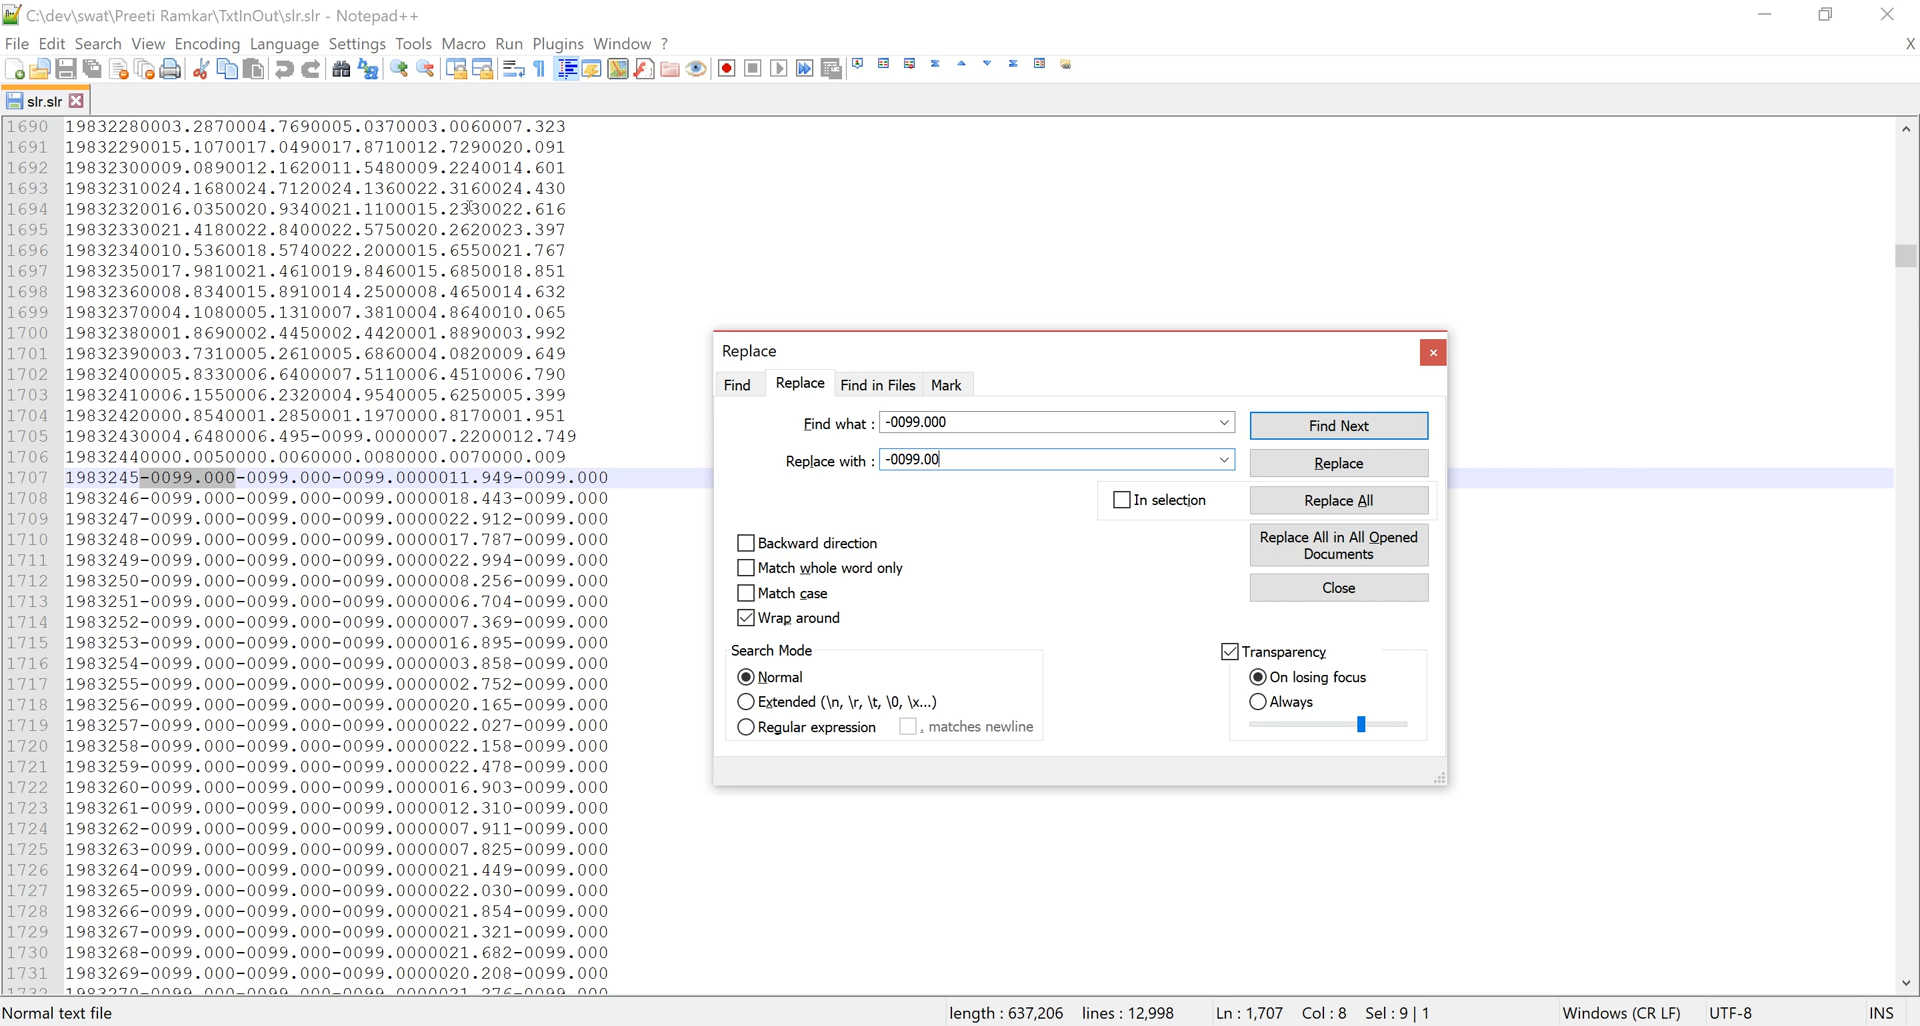 C:\dev\swat\Preeti Ramkar\TxtInOut\slr.slr - Notepad++
File Edit Search View Encoding Language Settings Tools Macro Run Plugins Window ? X
slr.slr
1690 19832280003.2870004.7690005.0370003.0060007.323
1691 19832290015.1070017.0490017.8710012.7290020.091
1692 19832300009.0890012.1620011.5480009.2240014.601
1693 19832310024.1680024.7120024.1360022.3160024.430
1694 19832320016.0350020.9340021.1100015.2330022.616
1695 19832330021.4180022.8400022.5750020.2620023.397
1696 19832340010.5360018.5740022.2000015.6550021.767
1697 19832350017.9810021.4610019.8460015.6850018.851
1698 19832360008.8340015.8910014.2500008.4650014.632
1699 19832370004.1080005.1310007.3810004.8640010.065
1700 19832380001.8690002.4450002.4420001.8890003.992
1701 19832390003.7310005.2610005.6860004.0820009.649
1702 19832400005.8330006.6400007.5110006.4510006.790
1703 19832410006.1550006.2320004.9540005.6250005.399
1704 19832420000.8540001.2850001.1970000.8170001.951
1705 19832430004.6480006.495-0099.0000007.2200012.749
1706 19832440000.0050000.0060000.0080000.0070000.009
1707 1983245-0099.000-0099.000-0099.0000011.949-0099.000
1708 1983246-0099.000-0099.000-0099.0000018.443-0099.000
1709 1983247-0099.000-0099.000-0099.0000022.912-0099.000
1710 1983248-0099.000-0099.000-0099.0000017.787-0099.000
1711 1983249-0099.000-0099.000-0099.0000022.994-0099.000
1712 1983250-0099.000-0099.000-0099.0000008.256-0099.000
1713 1983251-0099.000-0099.000-0099.0000006.704-0099.000
1714 1983252-0099.000-0099.000-0099.0000007.369-0099.000
1715 1983253-0099.000-0099.000-0099.0000016.895-0099.000
1716 1983254-0099.000-0099.000-0099.0000003.858-0099.000
1717 1983255-0099.000-0099.000-0099.0000002.752-0099.000
1718 1983256-0099.000-0099.000-0099.0000020.165-0099.000
1719 1983257-0099.000-0099.000-0099.0000022.027-0099.000
1720 1983258-0099.000-0099.000-0099.0000022.158-0099.000
1721 1983259-0099.000-0099.000-0099.0000022.478-0099.000
1722 1983260-0099.000-0099.000-0099.0000016.903-0099.000
1723 1983261-0099.000-0099.000-0099.0000012.310-0099.000
1724 1983262-0099.000-0099.000-0099.0000007.911-0099.000
1725 1983263-0099.000-0099.000-0099.0000007.825-0099.000
1726 1983264-0099.000-0099.000-0099.0000021.449-0099.000
1727 1983265-0099.000-0099.000-0099.0000022.030-0099.000
1728 1983266-0099.000-0099.000-0099.0000021.854-0099.000
1729 1983267-0099.000-0099.000-0099.0000021.321-0099.000
1730 1983268-0099.000-0099.000-0099.0000021.682-0099.000
1731 1983269-0099.000-0099.000-0099.0000020.208-0099.000
1732 1983270-0099.000-0099.000-0099.0000021.276-0099.000
Replace
Find Replace Find in Files Mark
Find what : -0099.000 Find Next
Replace with : -0099.00 Replace
In selection Replace All
Replace All in All Opened
Documents
Close
Backward direction
Match whole word only
Match case
Wrap around
Search Mode
Normal
Extended (\n, \r, \t, \0, \x...)
Regular expression . matches newline
Transparency
On losing focus
Always
Normal text file length : 637,206 lines : 12,998 Ln : 1,707 Col : 8 Sel : 9 | 1 Windows (CR LF) UTF-8 INS